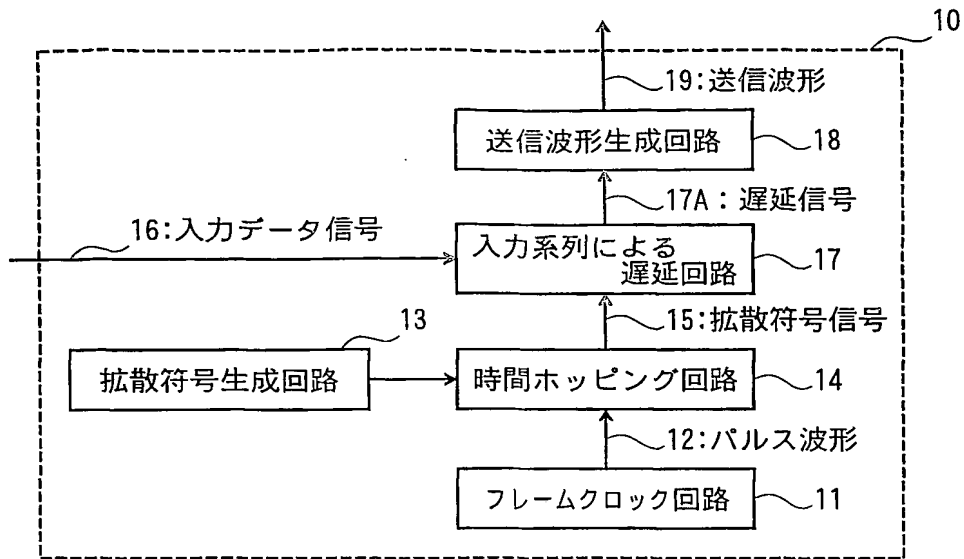 10
19:送信波形
送信波形生成回路
18
17A:遅延信号
16:入力データ信号
入力系列による
遅延回路
17
13
15:拡散符号信号
拡散符号生成回路
時間ホッピング回路
14
12:パルス波形
フレームクロック回路
11